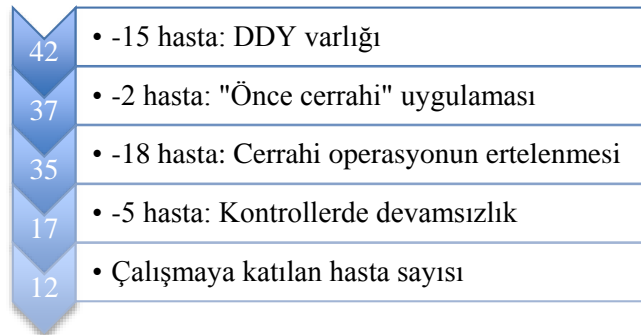 42
• -15 hasta: DDY varlığı
37
• -2 hasta: "Önce cerrahi" uygulaması
35
• -18 hasta: Cerrahi operasyonun ertelenmesi
17
• -5 hasta: Kontrollerde devamsızlık
12
• Çalışmaya katılan hasta sayısı